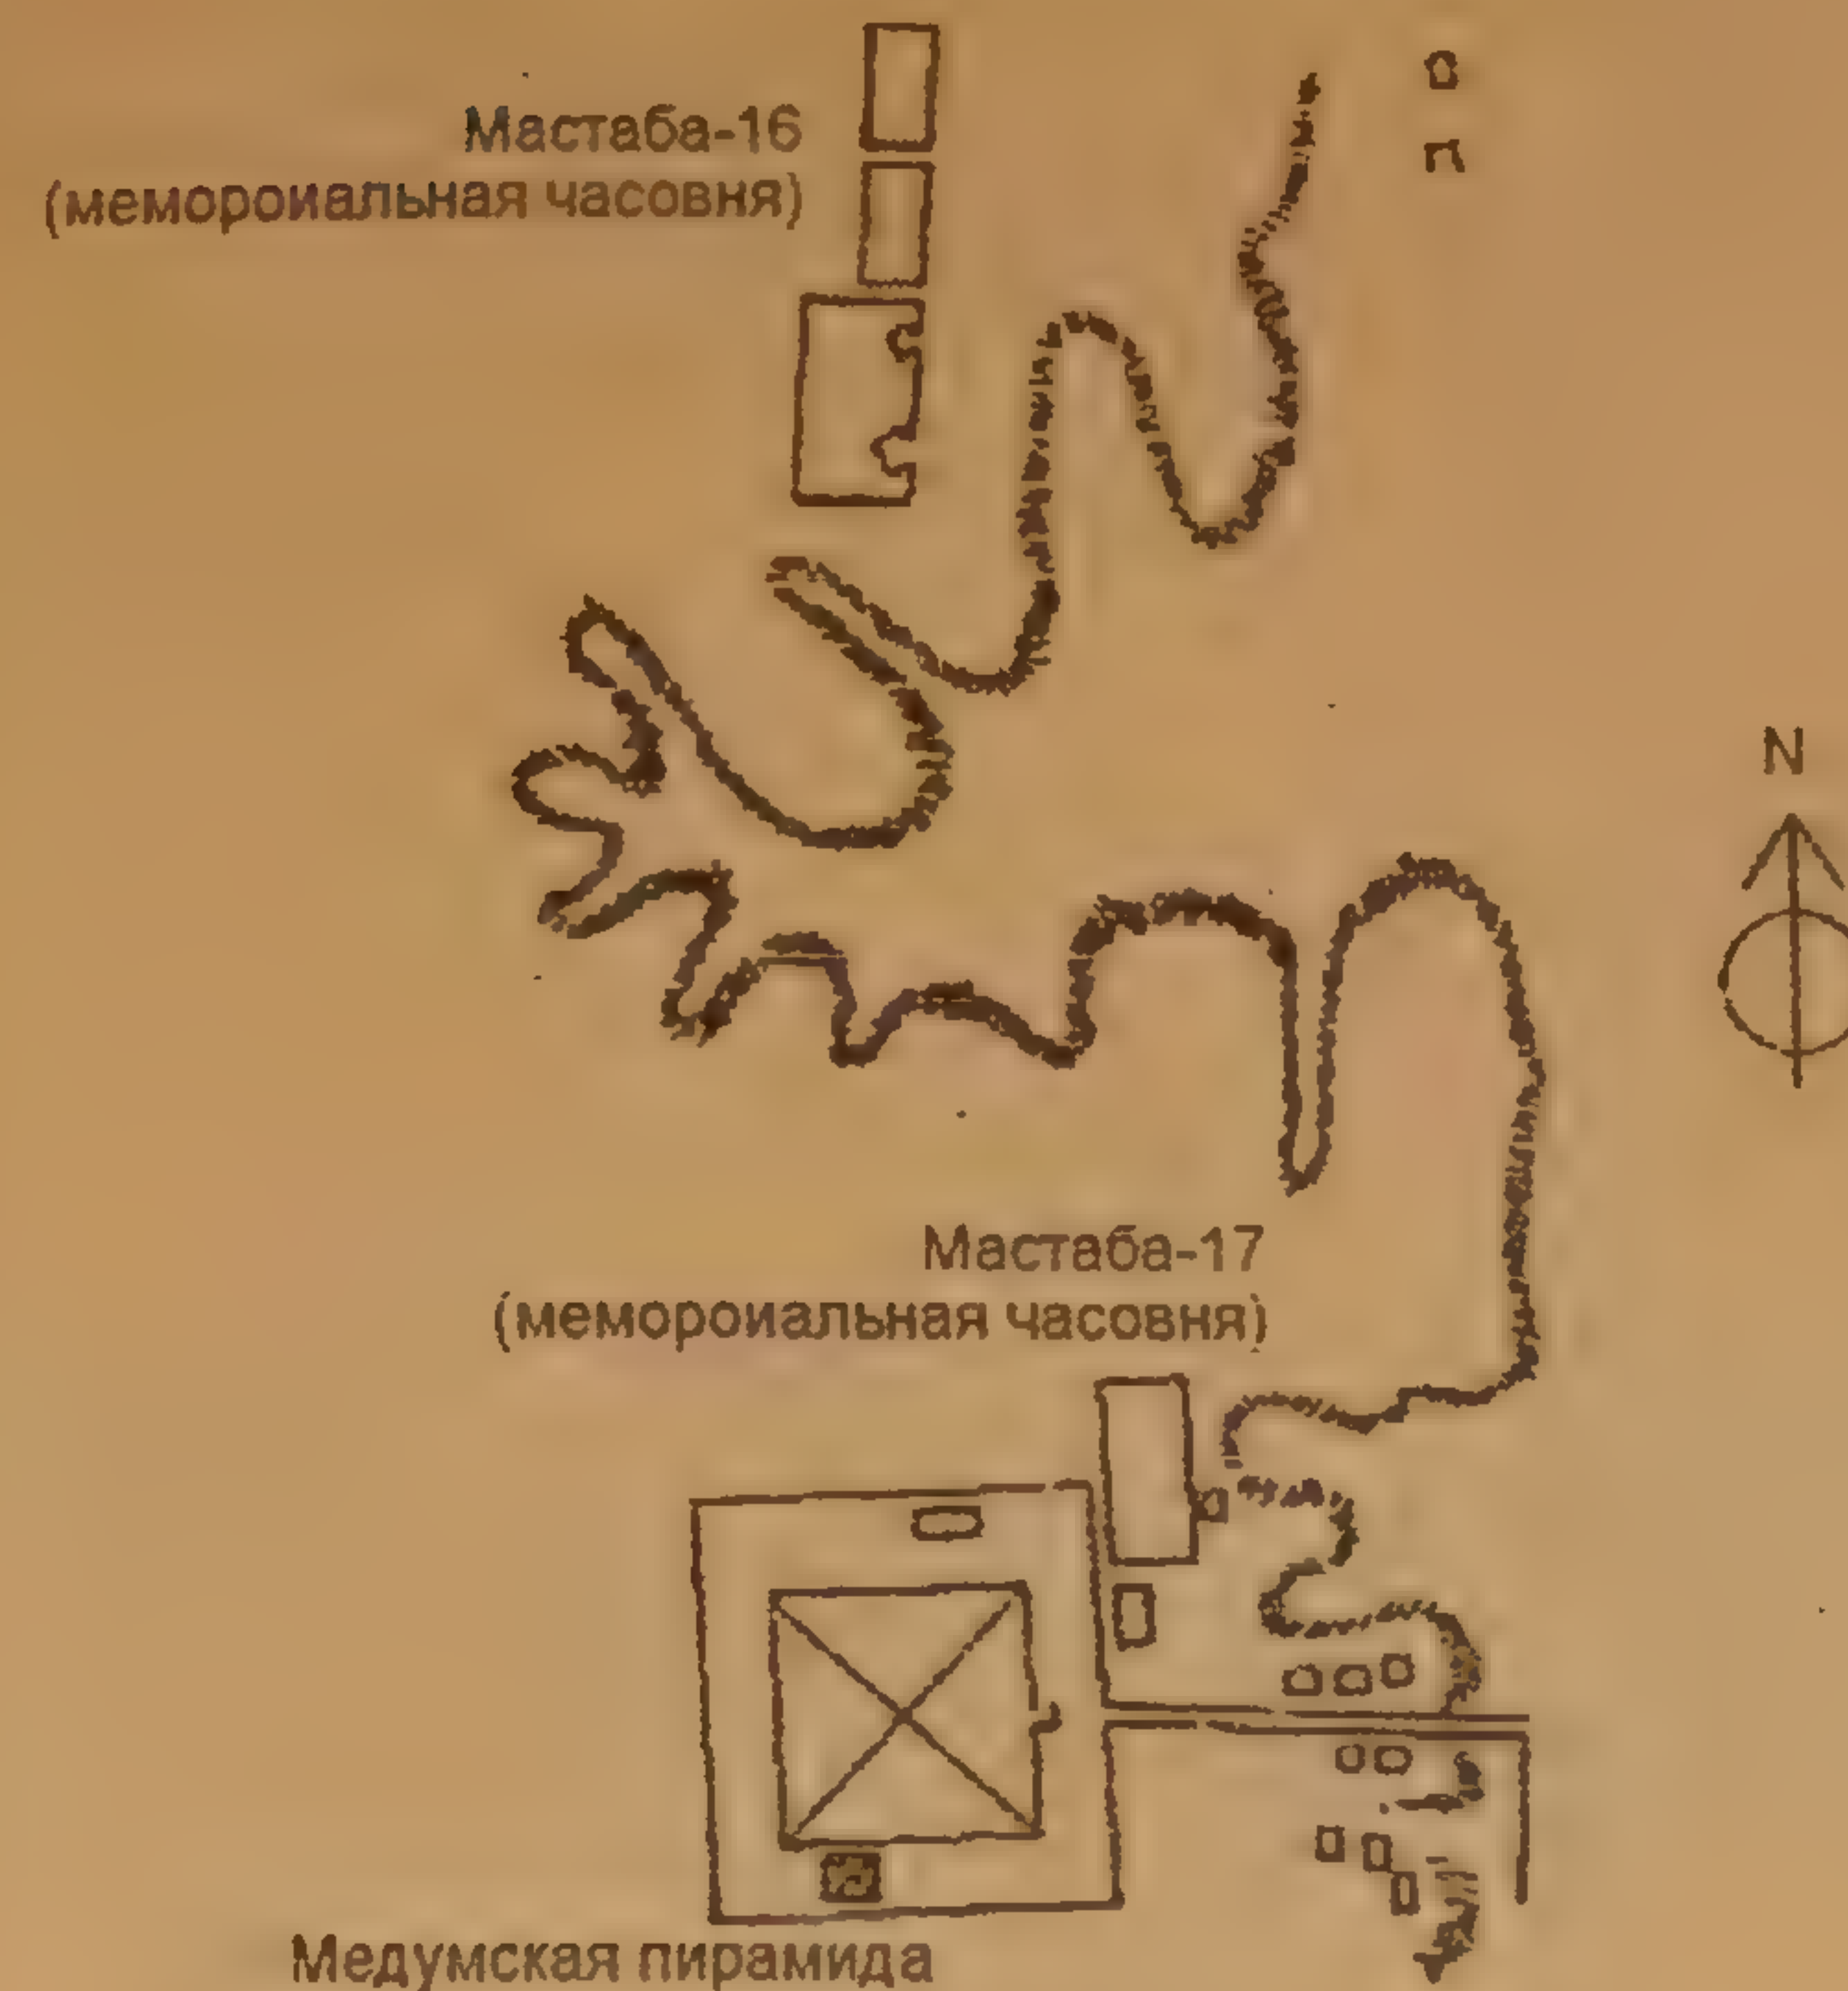 Мастаба-16
(мемороиальная часовня)
N
Мастаба-17
(мемороиальная часовня)
Медумская пирамида